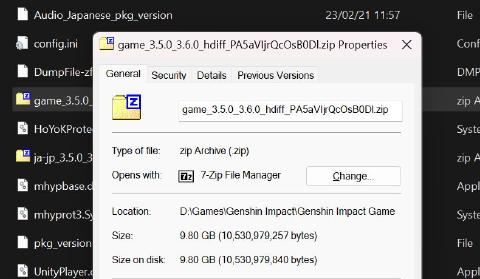 Audio_Japanese_pkg_version 23/02/21 11:57 File
config.ini Conf
DumpFile-zf DMP
game_3.5.0_ zip A
HoYoKProte Syste
ja-jp_3.5.0_3 zip A
mhypbase.d Appl
mhyprot3.Sy Syste
pkg_version File
UnityPlayer.d Appl
game_3.5.0_3.6.0_hdiff_PA5aVIjrQcOsB0DI.zip Properties
General Security Details Previous Versions
game_3.5.0_3.6.0_hdiff_PA5aVIjrQcOsB0DI.zip
Type of file: zip Archive (.zip)
Opens with: 7-Zip File Manager Change...
Location: D:\Games\Genshin Impact\Genshin Impact Game
Size: 9.80 GB (10,530,979,257 bytes)
Size on disk: 9.80 GB (10,530,979,840 bytes)